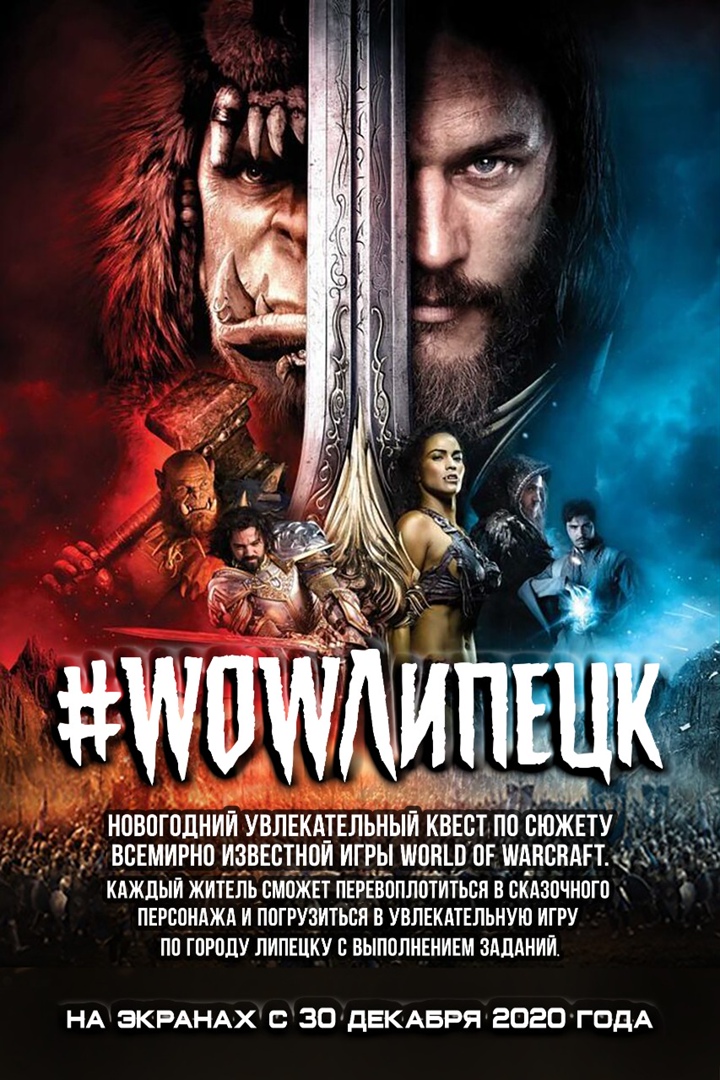 #WOWЛИПЕЦК
НОВОГОДНИЙ УВЛЕКАТЕЛЬНЫЙ КВЕСТ ПО СЮЖЕТУ
ВСЕМИРНО ИЗВЕСТНОЙ ИГРЫ WORLD OF WARCRAFT.
КАЖДЫЙ ЖИТЕЛЬ СМОЖЕТ ПЕРЕВОПЛОТИТЬСЯ В СКАЗОЧНОГО
ПЕРСОНАЖА И ПОГРУЗИТЬСЯ В УВЛЕКАТЕЛЬНУЮ ИГРУ
ПО ГОРОДУ ЛИПЕЦКУ С ВЫПОЛНЕНИЕМ ЗАДАНИЙ.
НА ЭКРАНАХ С 30 ДЕКАБРЯ 2020 ГОДА